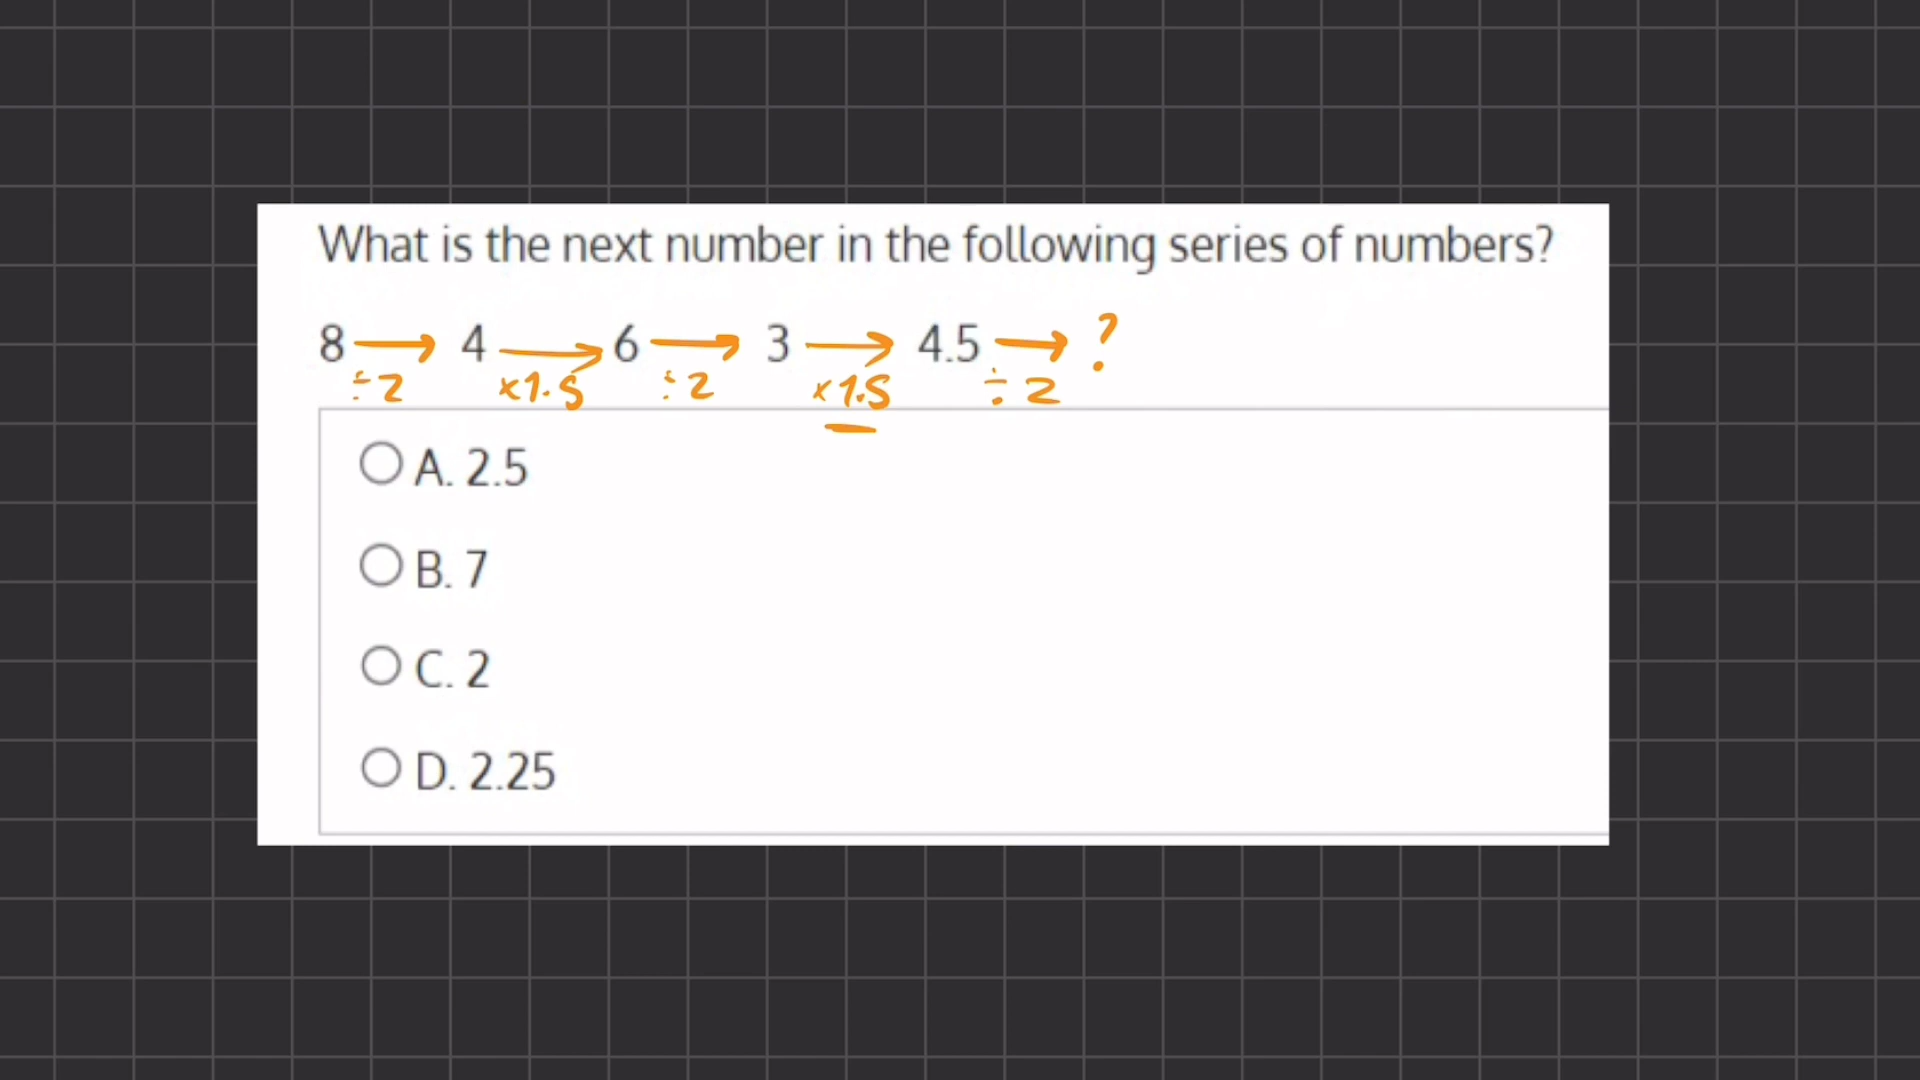 What is the next number in the following series of numbers?
8 → 4 → 6 → 3 → 4.5 → ?
÷2 ×1.5 ÷2 ×1.5 ÷2
A. 2.5
B. 7
C. 2
D. 2.25